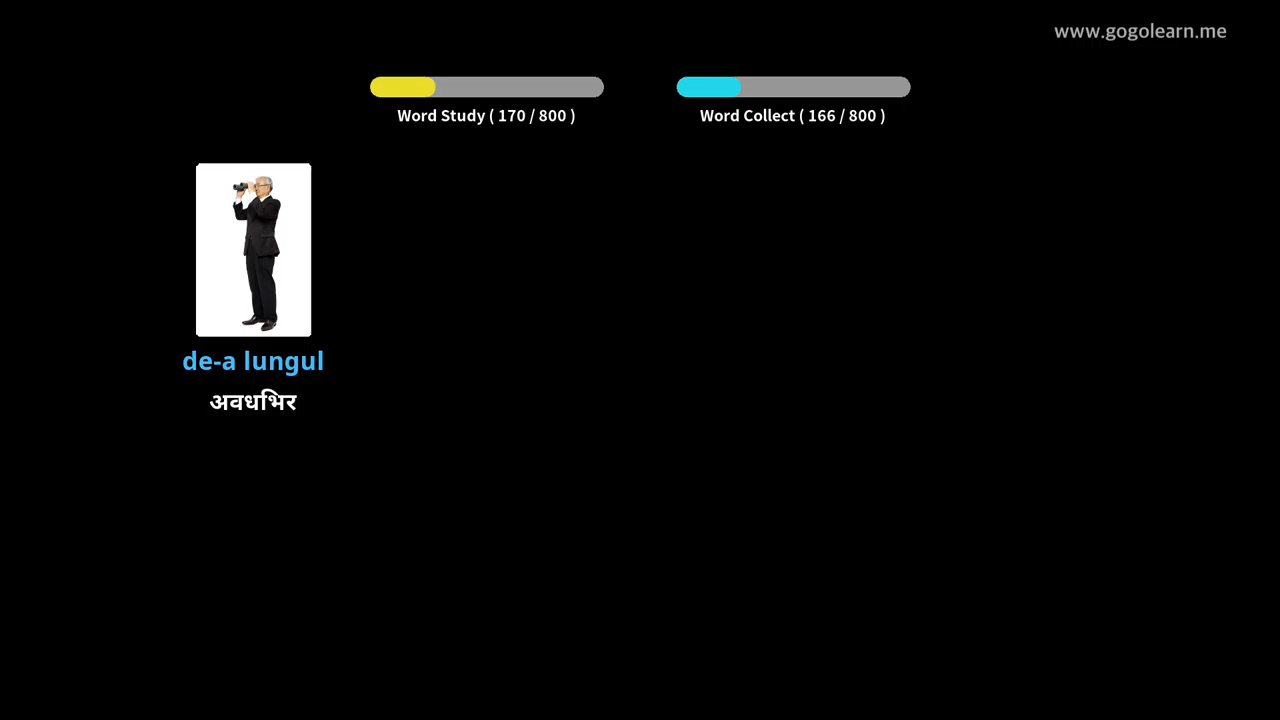 www.gogolearn.me
Word Study ( 170 / 800 )
Word Collect ( 166 / 800 )
de-a lungul
अवधभिर